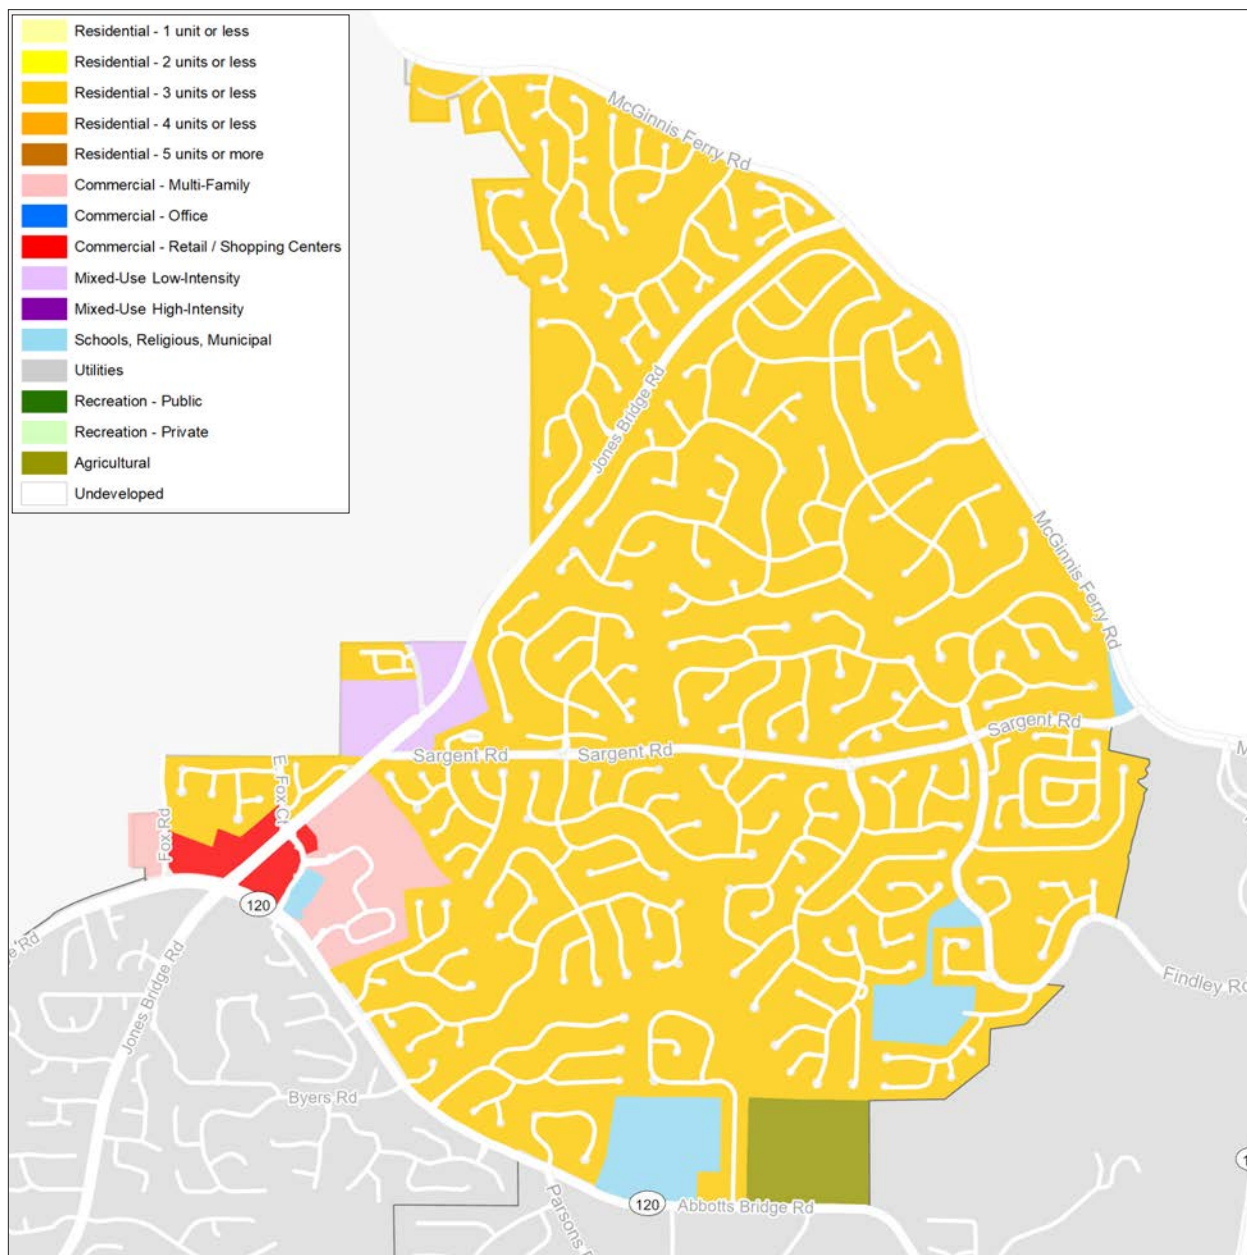 Residential - 1 unit or less
Residential - 2 units or less
Residential - 3 units or less
Residential - 4 units or less
Residential - 5 units or more
Commercial - Multi-Family
Commercial - Office
Commercial - Retail / Shopping Centers
Mixed-Use Low-Intensity
Mixed-Use High-Intensity
Schools, Religious, Municipal
Utilities
Recreation - Public
Recreation - Private
Agricultural
Undeveloped
McGinnis Ferry Rd
Jones Bridge Rd
McGinnis Ferry Rd
Sargent Rd
Sargent Rd
Sargent Rd
E. Fox Ct
Fox Rd
120
Jones Bridge Rd
Findley Rd
Byers Rd
120
Abbotts Bridge Rd
Parsons